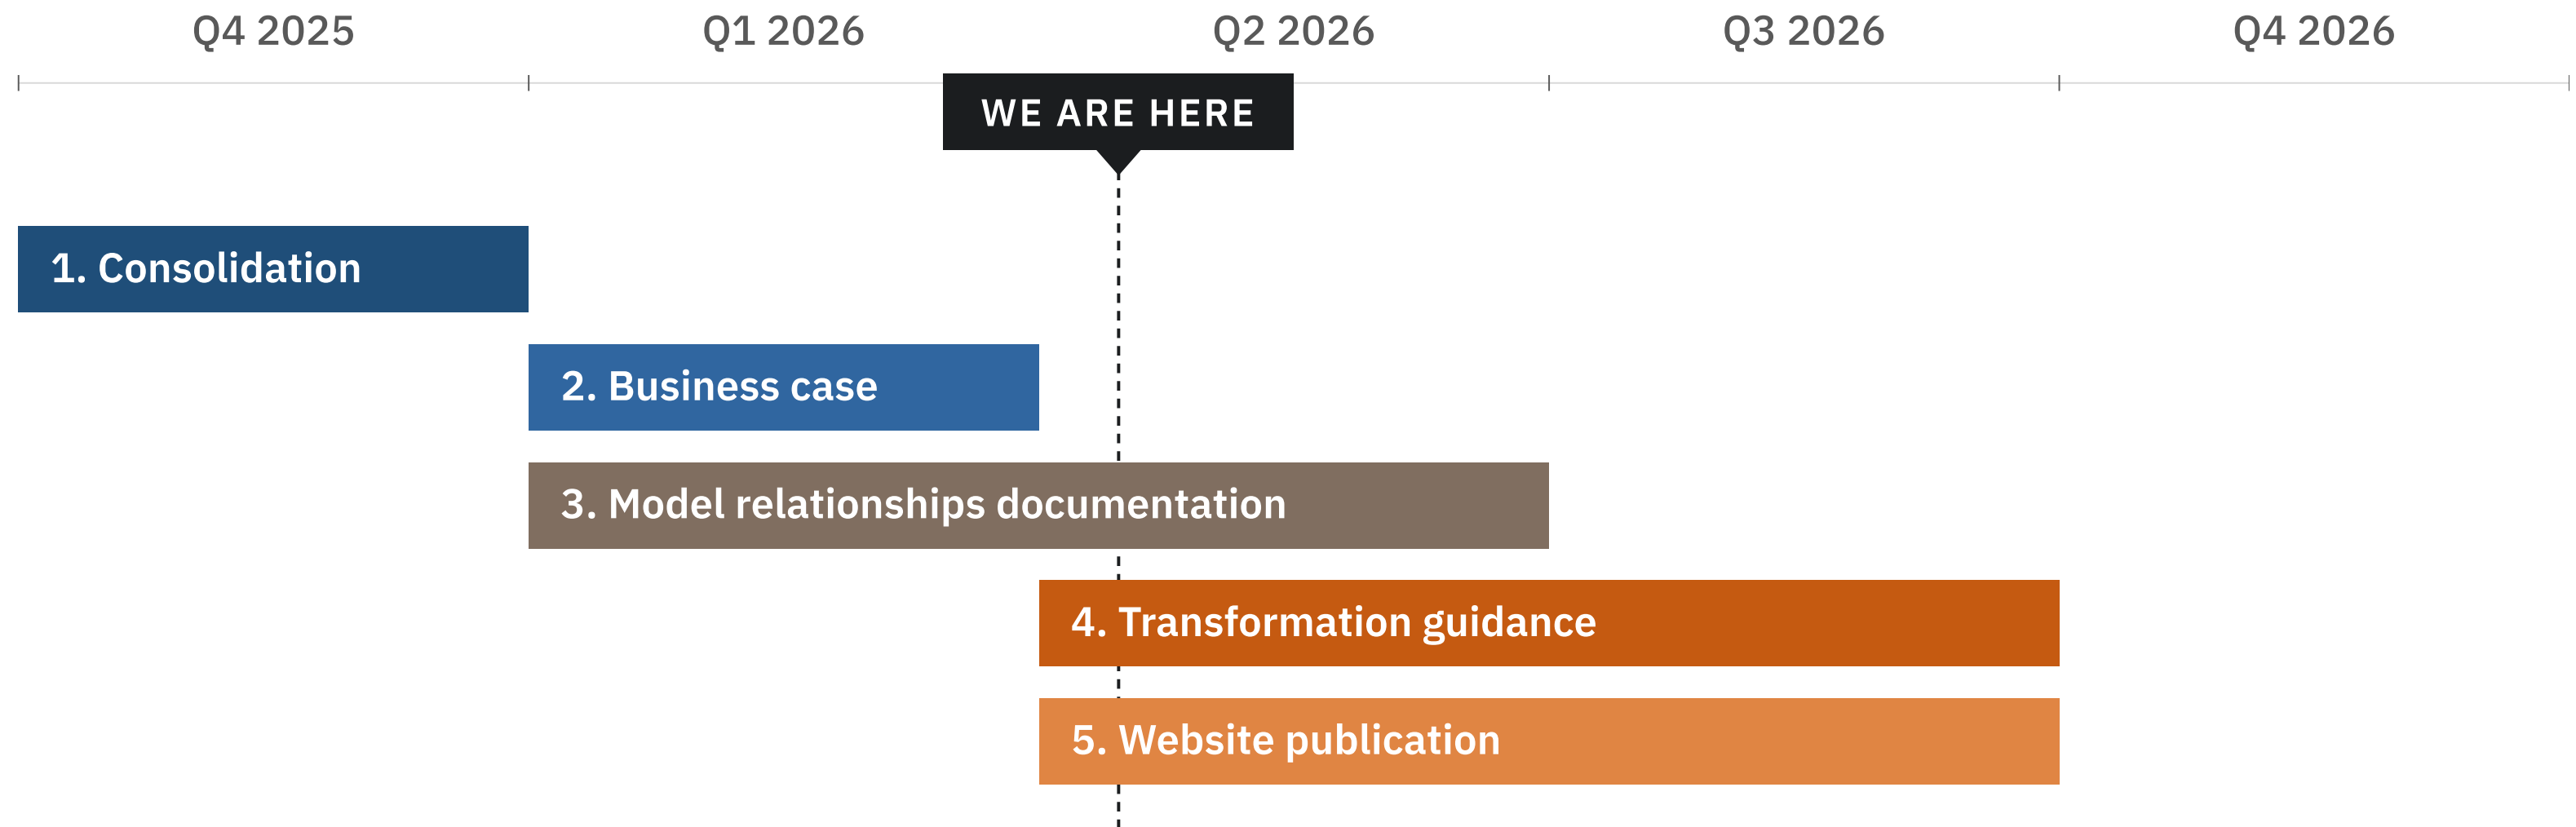 Q4 2025
Q1 2026
Q2 2026
Q3 2026
Q4 2026
WE ARE HERE
1. Consolidation
2. Business case
3. Model relationships documentation
4. Transformation guidance
5. Website publication